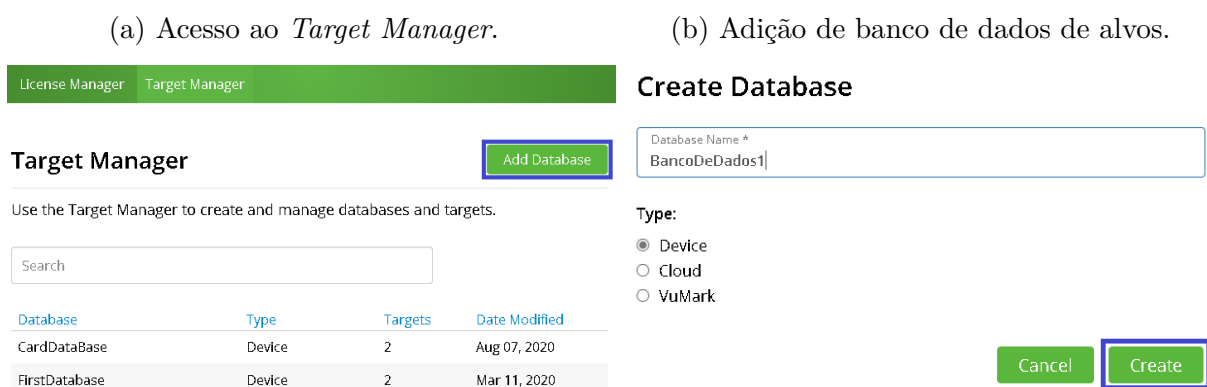 (a) Acesso ao Target Manager.
License Manager Target Manager
Target Manager
Add Database
Use the Target Manager to create and manage databases and targets.
Search
Database Type Targets Date Modified
CardDataBase Device 2 Aug 07, 2020
FirstDatabase Device 2 Mar 11, 2020
(b) Adição de banco de dados de alvos.
Create Database
Database Name *
BancoDeDados1
Type:
Device
Cloud
VuMark
Cancel Create